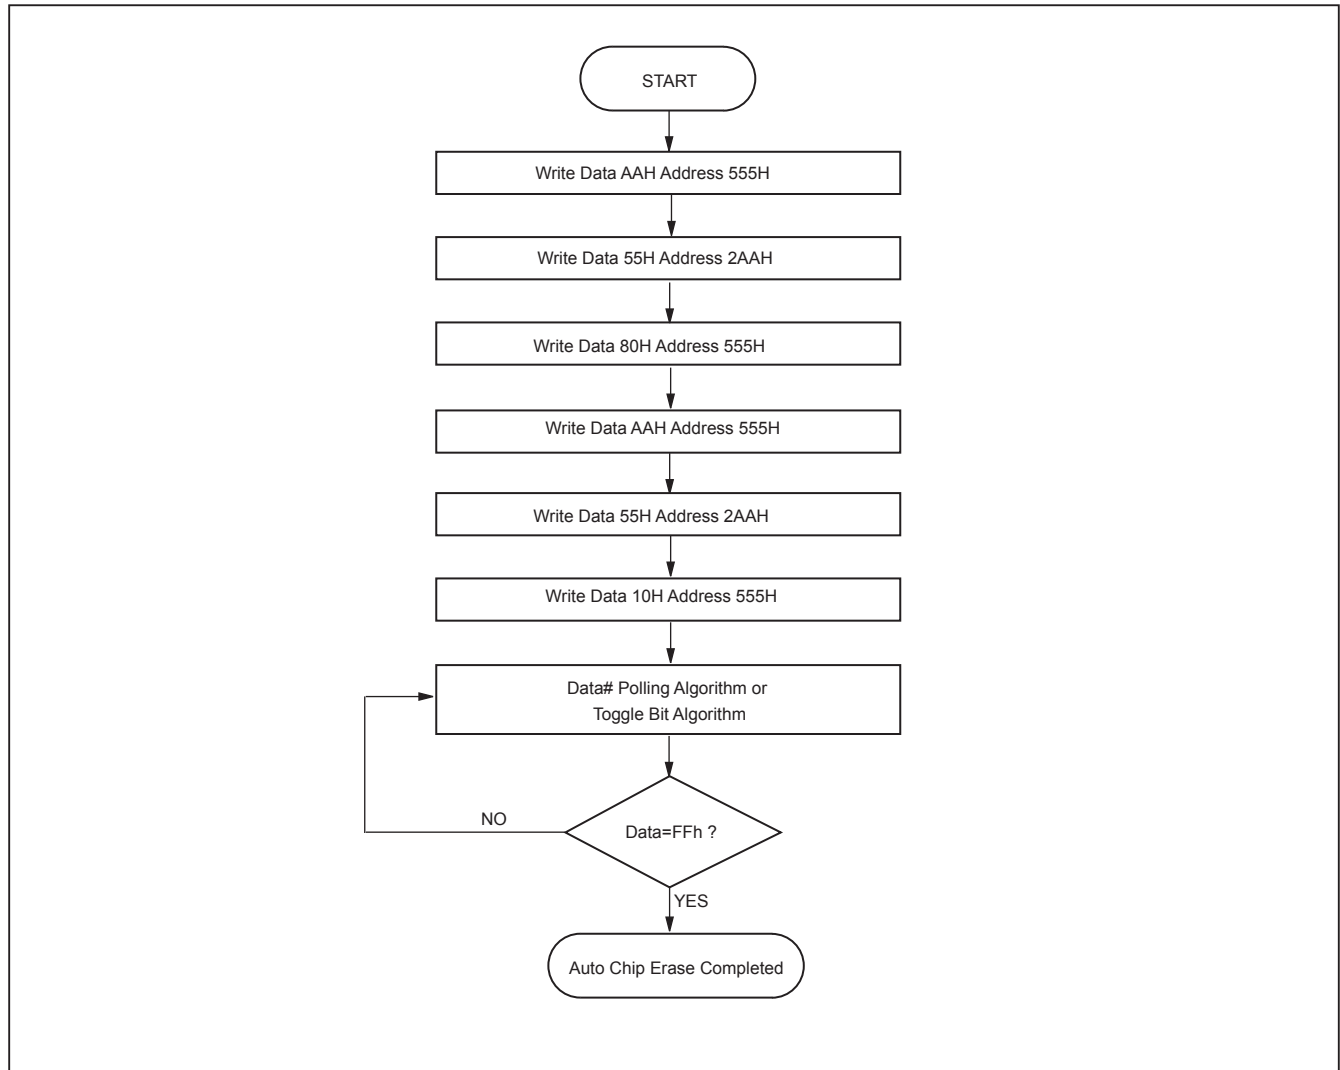 START
Write Data AAH Address 555H
Write Data 55H Address 2AAH
Write Data 80H Address 555H
Write Data AAH Address 555H
Write Data 55H Address 2AAH
Write Data 10H Address 555H
Data# Polling Algorithm or
Toggle Bit Algorithm
NO
Data=FFh ?
YES
Auto Chip Erase Completed